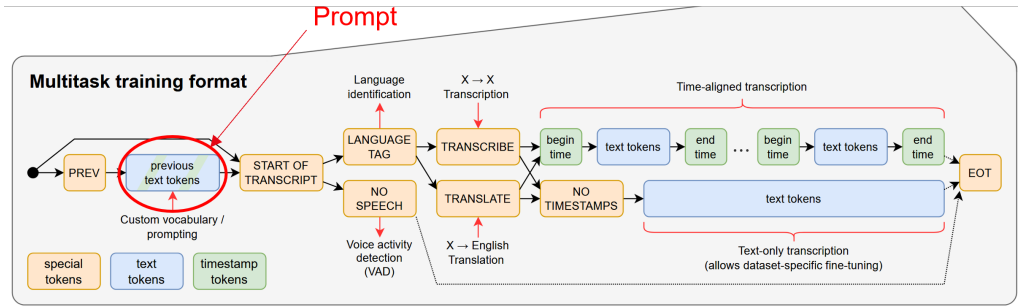 Prompt
Multitask training format
Language
identification
X → X
Transcription
Time-aligned transcription
PREV
previous
text tokens
START OF
TRANSCRIPT
LANGUAGE
TAG
NO
SPEECH
TRANSCRIBE
TRANSLATE
begin
time
text tokens
end
time
...
begin
time
text tokens
end
time
NO
TIMESTAMPS
text tokens
EOT
Custom vocabulary /
prompting
Voice activity
detection
(VAD)
X → English
Translation
Text-only transcription
(allows dataset-specific fine-tuning)
special
tokens
text
tokens
timestamp
tokens